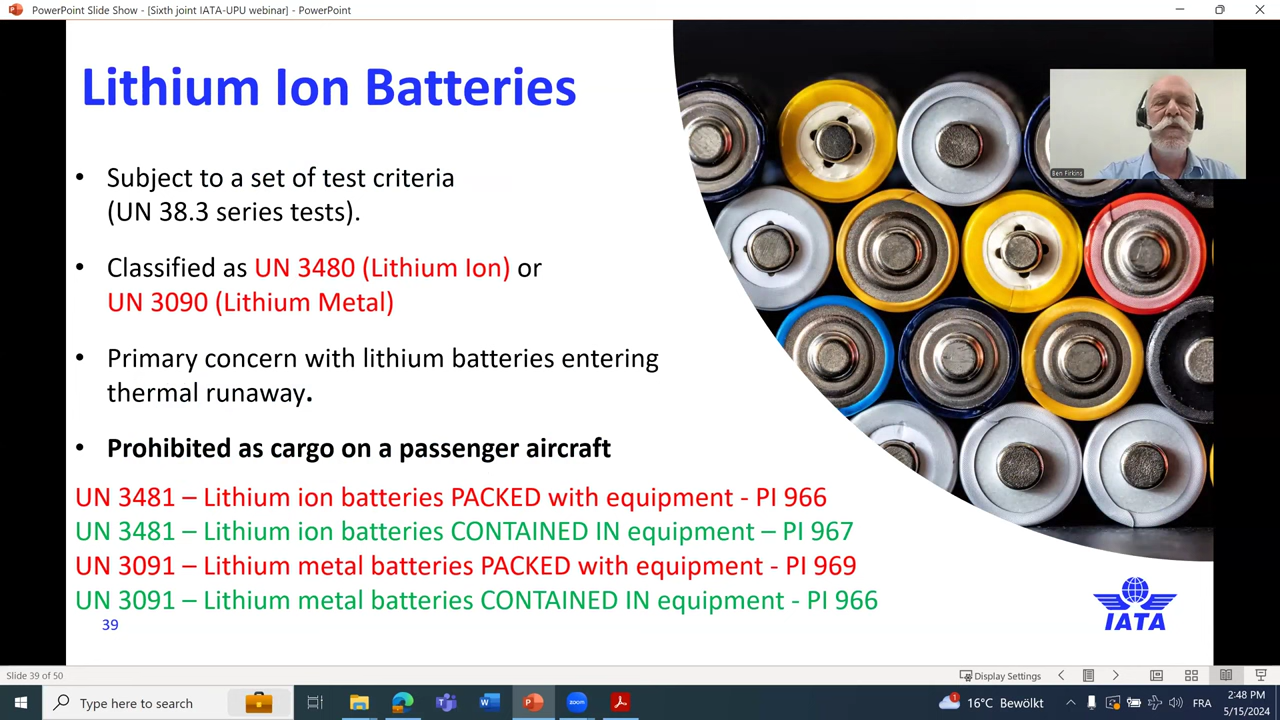 PowerPoint Slide Show - [Sixth joint IATA-UPU webinar] - PowerPoint
Lithium Ion Batteries
• Subject to a set of test criteria
(UN 38.3 series tests).
• Classified as UN 3480 (Lithium Ion) or
UN 3090 (Lithium Metal)
• Primary concern with lithium batteries entering
thermal runaway.
• Prohibited as cargo on a passenger aircraft
UN 3481 – Lithium ion batteries PACKED with equipment - PI 966
UN 3481 – Lithium ion batteries CONTAINED IN equipment – PI 967
UN 3091 – Lithium metal batteries PACKED with equipment - PI 969
UN 3091 – Lithium metal batteries CONTAINED IN equipment - PI 966
39
Ben Firkins
IATA
Slide 39 of 50
Display Settings
Type here to search
zoom
1
16°C Bewölkt
FRA
2:48 PM
5/15/2024